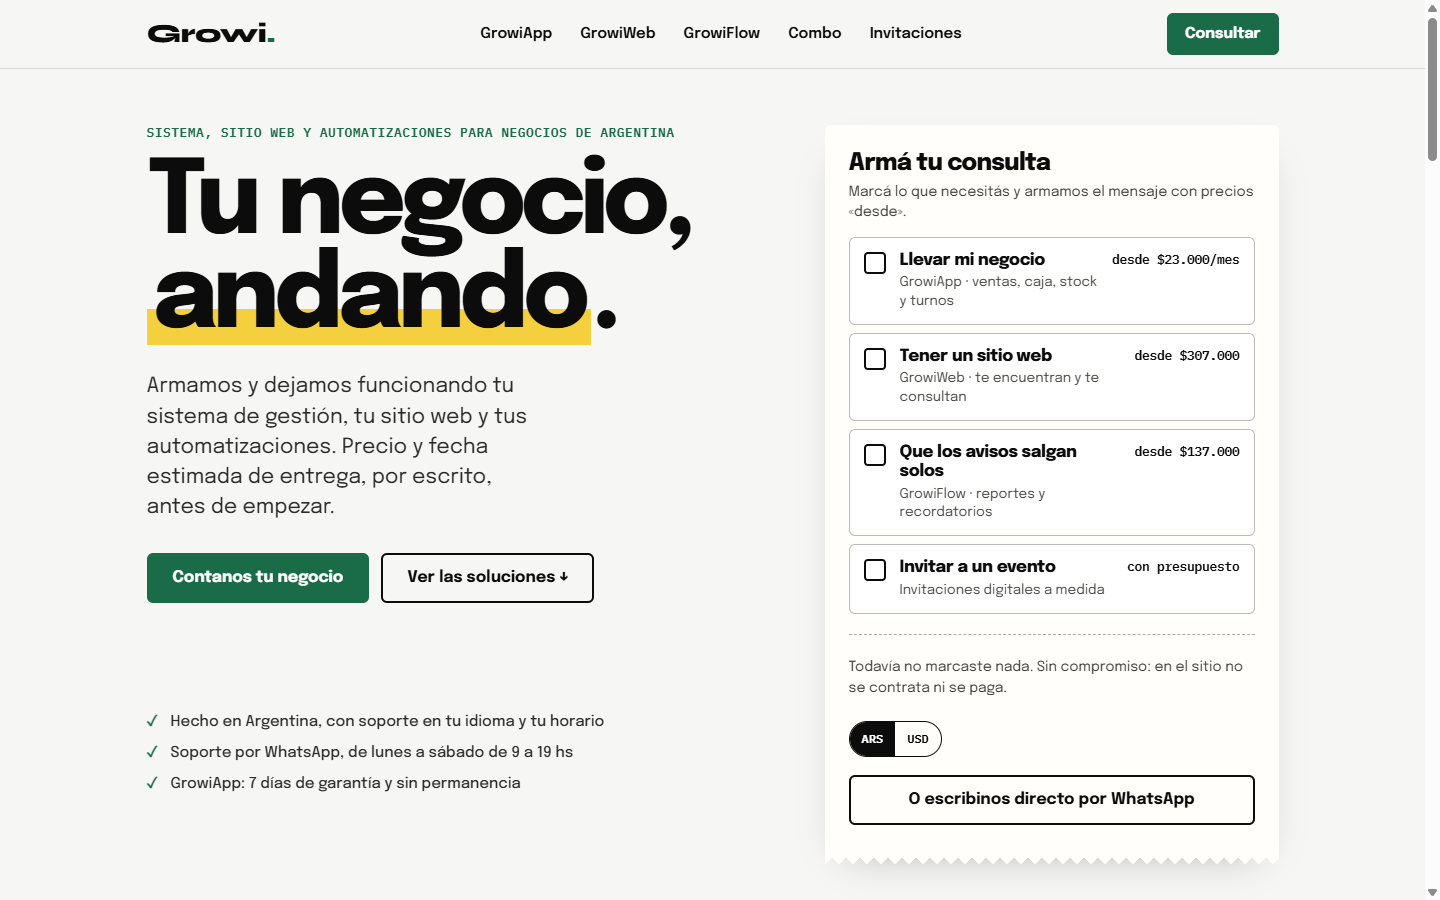 Growi.
GrowiApp GrowiWeb GrowiFlow Combo Invitaciones
Consultar
SISTEMA, SITIO WEB Y AUTOMATIZACIONES PARA NEGOCIOS DE ARGENTINA
Tu negocio,
andando.
Armamos y dejamos funcionando tu
sistema de gestión, tu sitio web y tus
automatizaciones. Precio y fecha
estimada de entrega, por escrito,
antes de empezar.
Contanos tu negocio
Ver las soluciones ↓
✓ Hecho en Argentina, con soporte en tu idioma y tu horario
✓ Soporte por WhatsApp, de lunes a sábado de 9 a 19 hs
✓ GrowiApp: 7 días de garantía y sin permanencia
Armá tu consulta
Marcá lo que necesitás y armamos el mensaje con precios
«desde».
Llevar mi negocio
desde $23.000/mes
GrowiApp · ventas, caja, stock
y turnos
Tener un sitio web
desde $307.000
GrowiWeb · te encuentran y te
consultan
Que los avisos salgan
solos
desde $137.000
GrowiFlow · reportes y
recordatorios
Invitar a un evento
con presupuesto
Invitaciones digitales a medida
Todavía no marcaste nada. Sin compromiso: en el sitio no
se contrata ni se paga.
ARS USD
O escribinos directo por WhatsApp